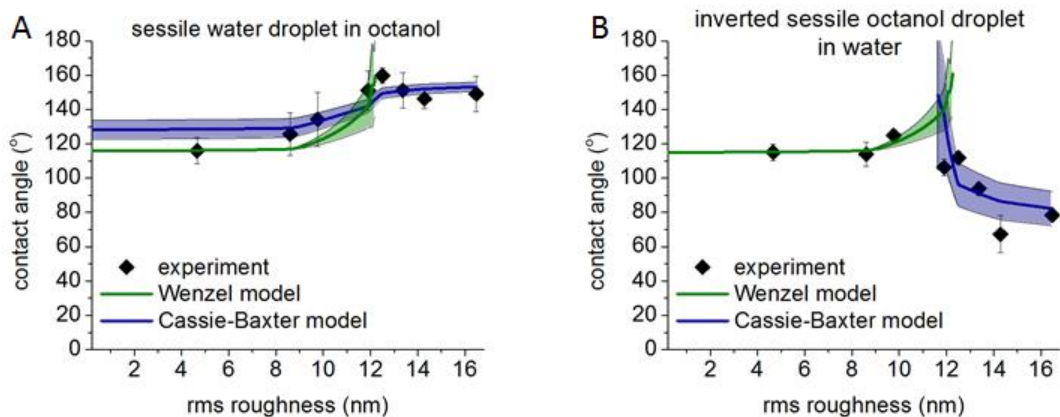 A
sessile water droplet in octanol
180
160
140
120
100
80
60
40
20
0
contact angle (°)
experiment
Wenzel model
Cassie-Baxter model
2 4 6 8 10 12 14 16
rms roughness (nm)
B
inverted sessile octanol droplet
in water
180
160
140
120
100
80
60
40
20
0
contact angle (°)
experiment
Wenzel model
Cassie-Baxter model
2 4 6 8 10 12 14 16
rms roughness (nm)